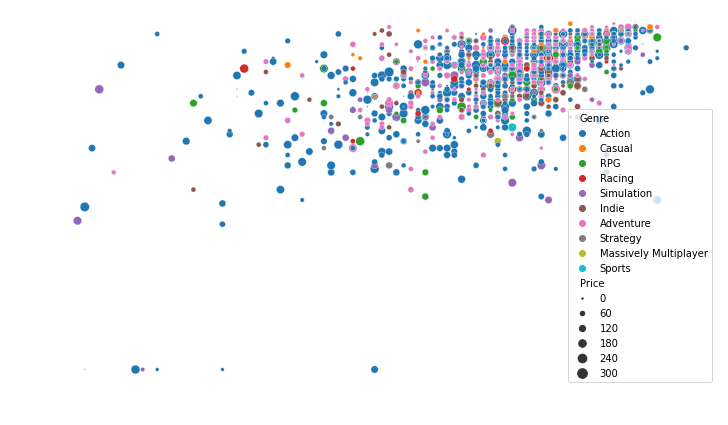 Genre
Action
Casual
RPG
Racing
Simulation
Indie
Adventure
Strategy
Massively Multiplayer
Sports
Price
0
60
120
180
240
300